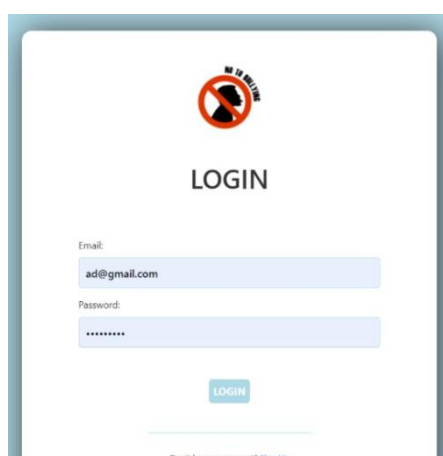 NO TO BULLYING
LOGIN
Email:
ad@gmail.com
Password:
•••••••••
LOGIN